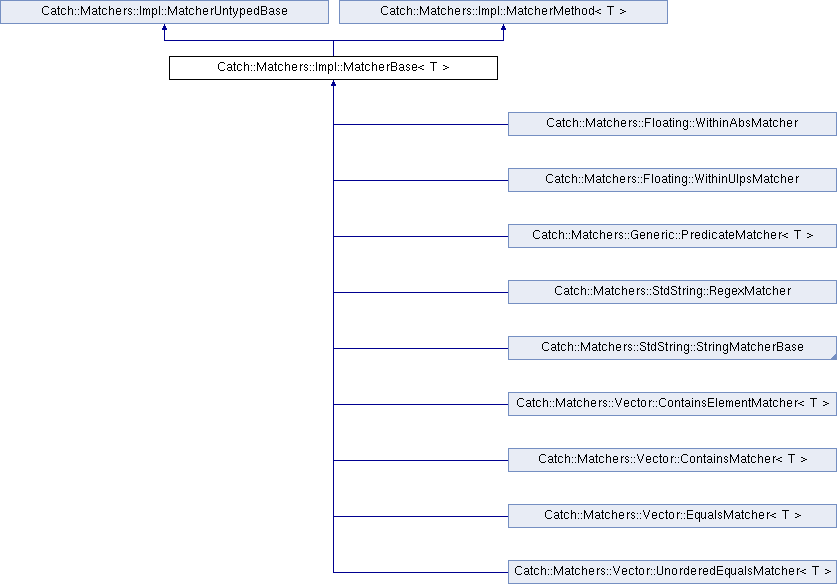 Catch::Matchers::Impl::MatcherUntypedBase
Catch::Matchers::Impl::MatcherMethod< T >
Catch::Matchers::Impl::MatcherBase< T >
Catch::Matchers::Floating::WithinAbsMatcher
Catch::Matchers::Floating::WithinUlpsMatcher
Catch::Matchers::Generic::PredicateMatcher< T >
Catch::Matchers::StdString::RegexMatcher
Catch::Matchers::StdString::StringMatcherBase
Catch::Matchers::Vector::ContainsElementMatcher< T >
Catch::Matchers::Vector::ContainsMatcher< T >
Catch::Matchers::Vector::EqualsMatcher< T >
Catch::Matchers::Vector::UnorderedEqualsMatcher< T >